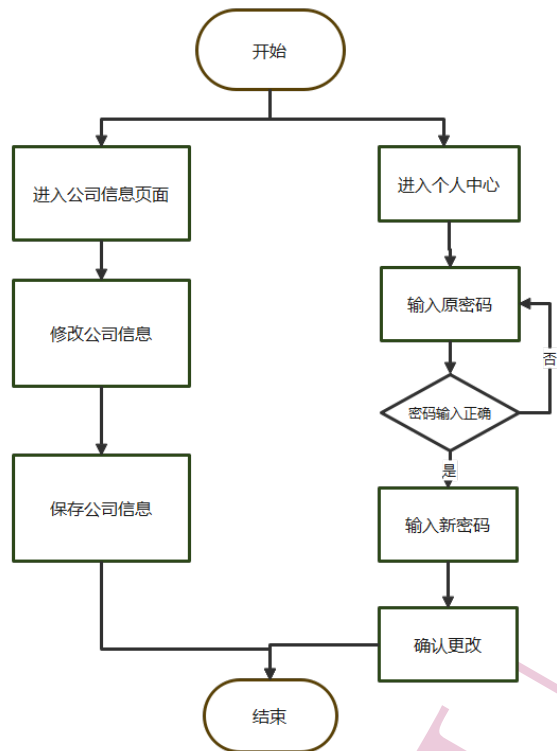 开始
进入公司信息页面
进入个人中心
修改公司信息
输入原密码
否
密码输入正确
是
保存公司信息
输入新密码
确认更改
结束